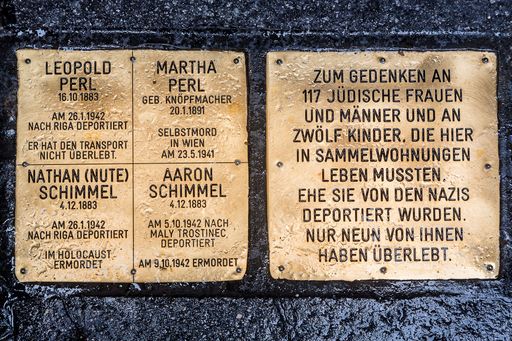 LEOPOLD
PERL
16.10.1883
AM 26.1.1942
NACH RIGA DEPORTIERT
ER HAT DEN TRANSPORT
NICHT ÜBERLEBT.
MARTHA
PERL
GEB. KNÖPFMACHER
20.1.1891
SELBSTMORD
IN WIEN
AM 23.5.1941
NATHAN (NUTE)
SCHIMMEL
4.12.1883
AM 26.1.1942
NACH RIGA DEPORTIERT
IM HOLOCAUST
ERMORDET
AARON
SCHIMMEL
4.12.1883
AM 5.10.1942 NACH
MALY TROSTINEC
DEPORTIERT
AM 9.10.1942 ERMORDET
ZUM GEDENKEN AN
117 JÜDISCHE FRAUEN
UND MÄNNER UND AN
ZWÖLF KINDER, DIE HIER
IN SAMMELWOHNUNGEN
LEBEN MUSSTEN,
EHE SIE VON DEN NAZIS
DEPORTIERT WURDEN.
NUR NEUN VON IHNEN
HABEN ÜBERLEBT.